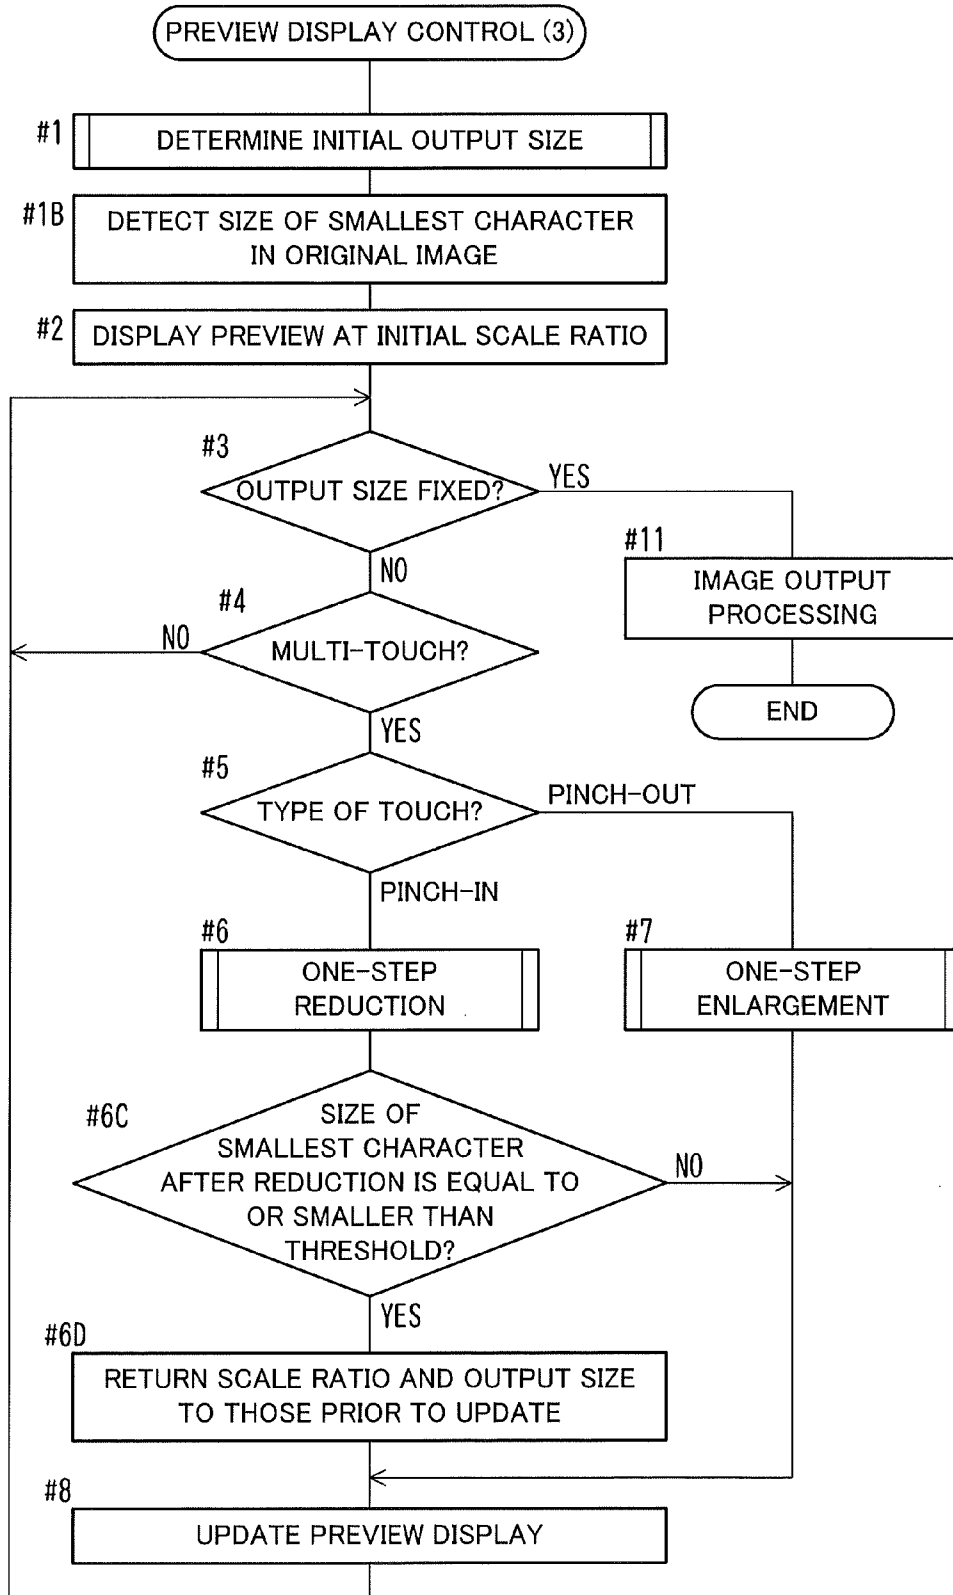 PREVIEW DISPLAY CONTROL (3)
#1
DETERMINE INITIAL OUTPUT SIZE
#1B
DETECT SIZE OF SMALLEST CHARACTER
IN ORIGINAL IMAGE
#2
DISPLAY PREVIEW AT INITIAL SCALE RATIO
#3
OUTPUT SIZE FIXED?
YES
NO
#11
IMAGE OUTPUT
PROCESSING
END
#4
MULTI-TOUCH?
NO
YES
#5
TYPE OF TOUCH?
PINCH-OUT
PINCH-IN
#6
ONE-STEP
REDUCTION
#7
ONE-STEP
ENLARGEMENT
#6C
SIZE OF
SMALLEST CHARACTER
AFTER REDUCTION IS EQUAL TO
OR SMALLER THAN
THRESHOLD?
NO
YES
#6D
RETURN SCALE RATIO AND OUTPUT SIZE
TO THOSE PRIOR TO UPDATE
#8
UPDATE PREVIEW DISPLAY